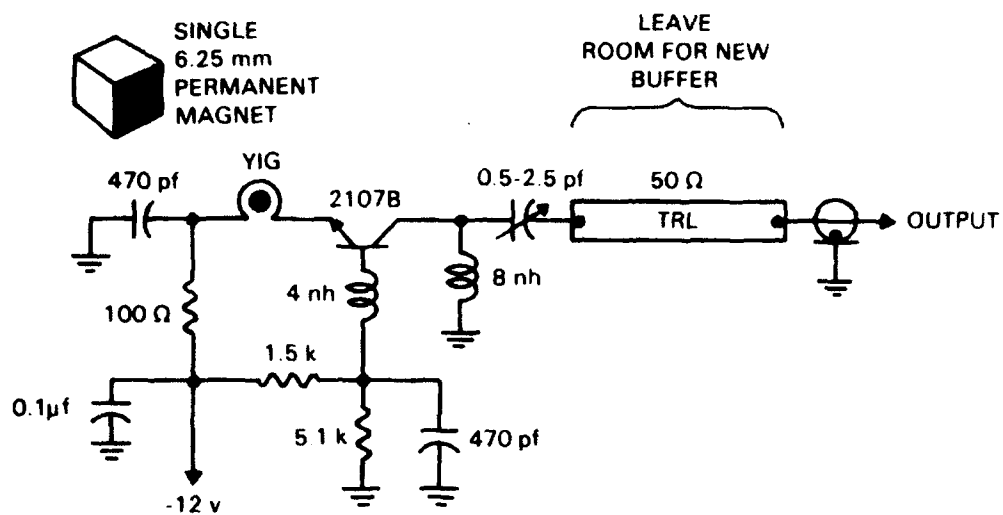 SINGLE
6.25 mm
PERMANENT
MAGNET
LEAVE
ROOM FOR NEW
BUFFER
YIG
470 pf
2107B
0.5-2.5 pf
50 Ω
TRL
OUTPUT
4 nh
8 nh
100 Ω
1.5 k
0.1µf
5.1 k
470 pf
-12 v